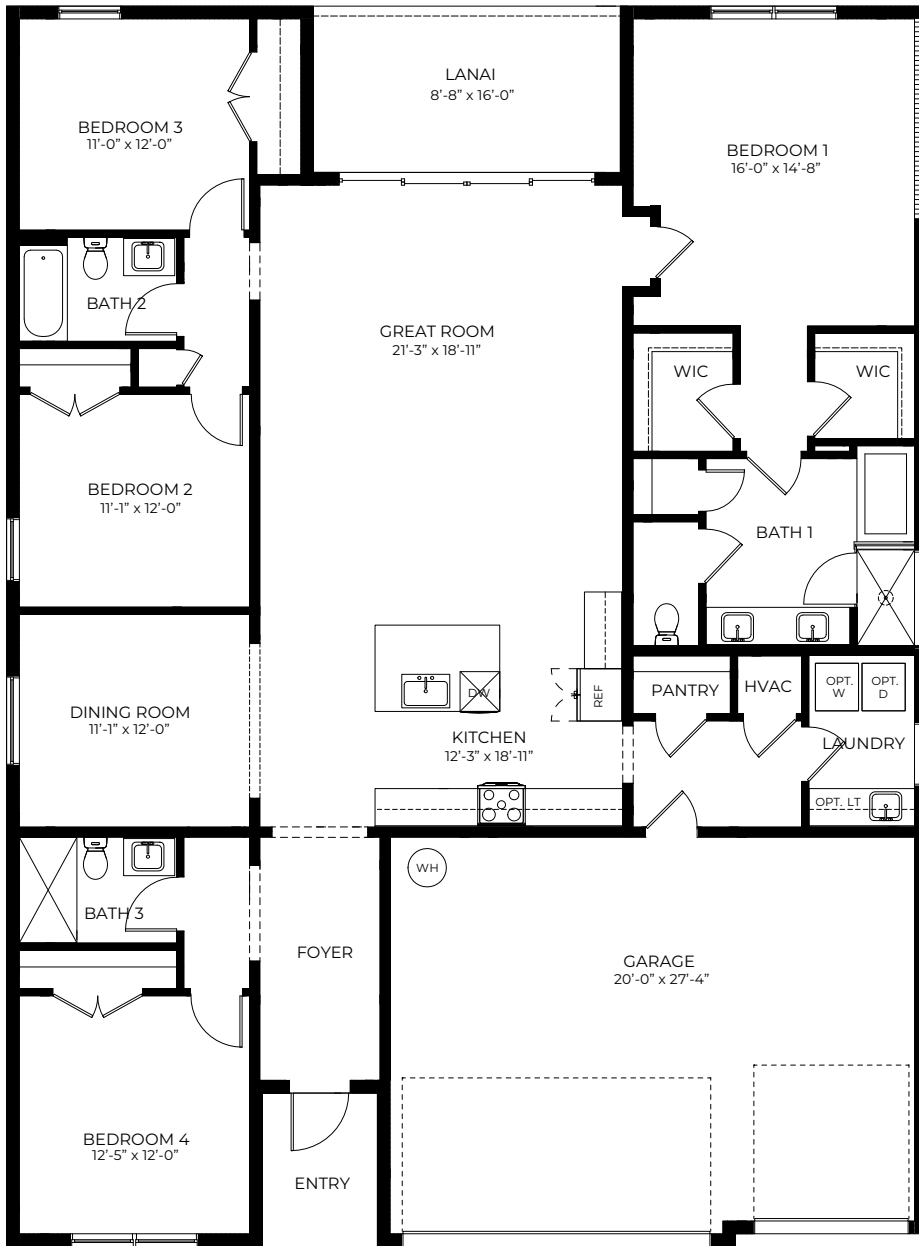 LANAI
8’-8” x 16’-0”
BEDROOM 3
11’-0” x 12’-0”
BEDROOM 1
16’-0” x 14’-8”
BATH 2
GREAT ROOM
21’-3” x 18’-11”
WIC
WIC
BEDROOM 2
11’-1” x 12’-0”
BATH 1
DINING ROOM
11’-1” x 12’-0”
DW
REF
PANTRY
HVAC
OPT.
W
OPT.
D
KITCHEN
12’-3” x 18’-11”
LAUNDRY
OPT. LT
WH
BATH 3
FOYER
GARAGE
20’-0” x 27’-4”
BEDROOM 4
12’-5” x 12’-0”
ENTRY